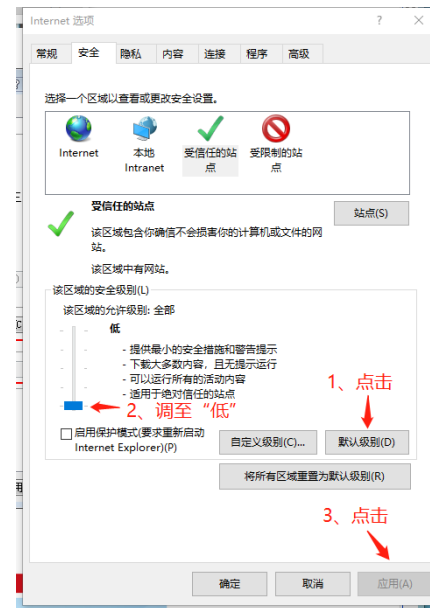 Internet 选项
常规 安全 隐私 内容 连接 程序 高级
选择一个区域以查看或更改安全设置。
Internet
本地
Intranet
受信任的站
点
受限制的站
点
受信任的站点
站点(S)
该区域包含你确信不会损害你的计算机或文件的网
站。
该区域中有网站。
该区域的安全级别(L)
该区域的允许级别: 全部
低
- 提供最小的安全措施和警告提示
- 下载大多数内容，且无提示运行
- 可以运行所有的活动内容
- 适用于绝对信任的站点
1、点击
2、调至“低”
启用保护模式(要求重新启动
Internet Explorer)(P)
自定义级别(C)...
默认级别(D)
将所有区域重置为默认级别(R)
3、点击
确定 取消 应用(A)